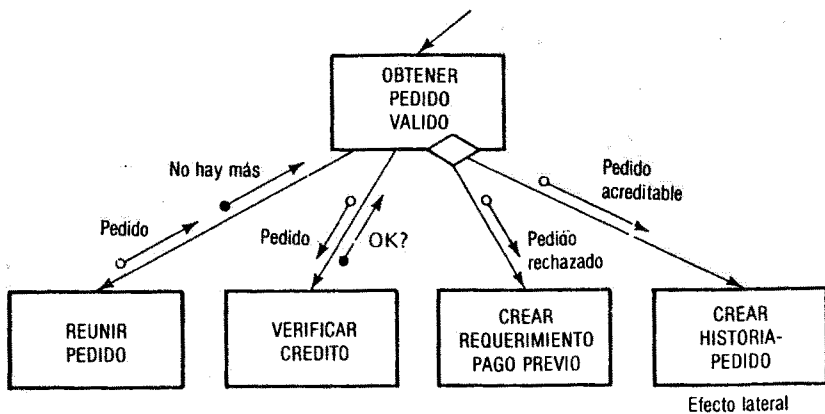 OBTENER
PEDIDO
VALIDO
No hay más
Pedido
Pedido
OK?
Pedido
rechazado
Pedido
acreditable
REUNIR
PEDIDO
VERIFICAR
CREDITO
CREAR
REQUERIMIENTO
PAGO PREVIO
CREAR
HISTORIA-
PEDIDO
Efecto lateral